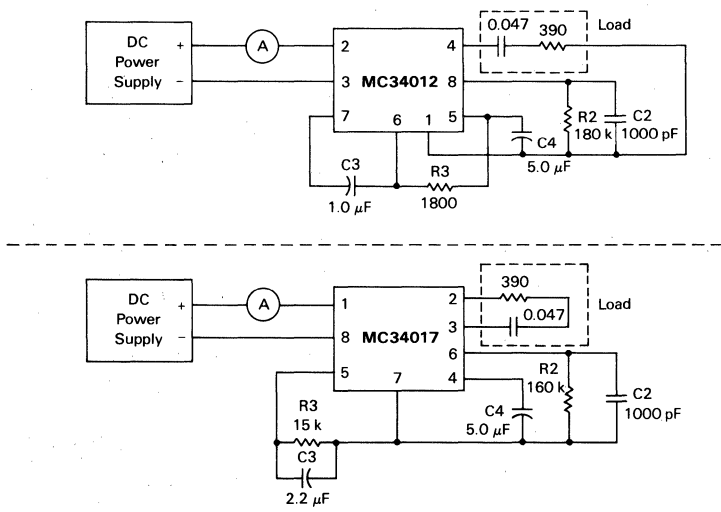 DC
Power
Supply
+
−
A
2
3
7
6
1
4
8
5
MC34012
0.047
390
Load
R2
180 k
C2
1000 pF
C4
5.0 μF
C3
1.0 μF
R3
1800
DC
Power
Supply
+
−
A
1
8
5
7
2
3
6
4
MC34017
390
0.047
Load
R2
160 k
C2
1000 pF
C4
5.0 μF
R3
15 k
C3
2.2 μF